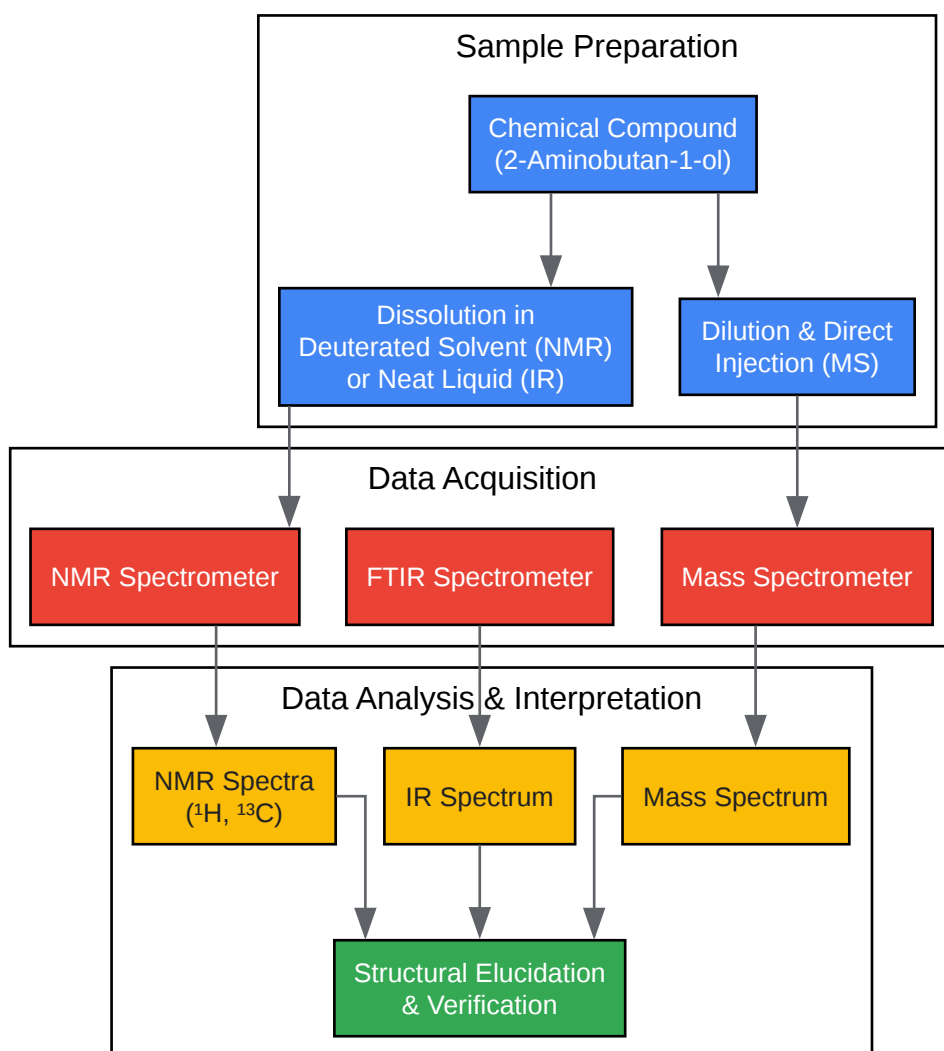 Sample Preparation
Chemical Compound
(2-Aminobutan-1-ol)
Dissolution in
Deuterated Solvent (NMR)
or Neat Liquid (IR)
Dilution & Direct
Injection (MS)
Data Acquisition
NMR Spectrometer
FTIR Spectrometer
Mass Spectrometer
Data Analysis & Interpretation
NMR Spectra
(¹H, ¹³C)
IR Spectrum
Mass Spectrum
Structural Elucidation
& Verification